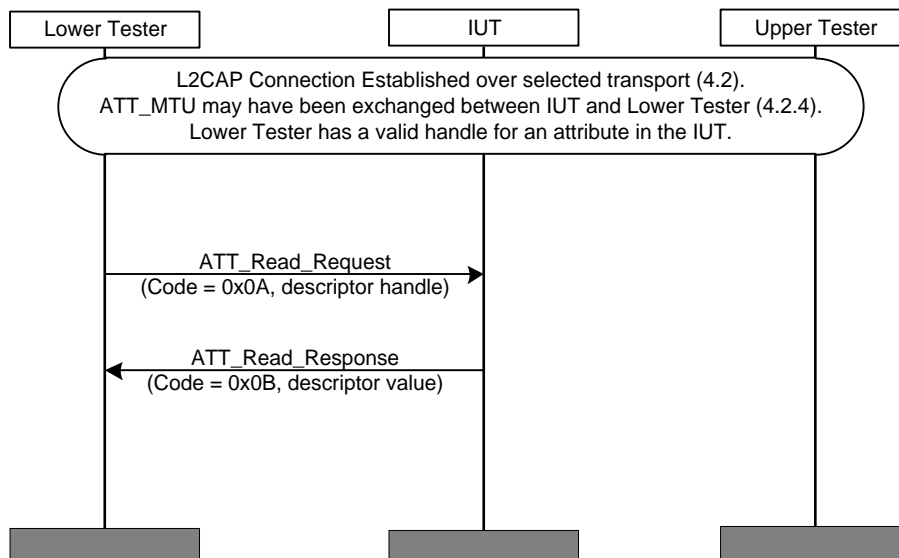 Lower Tester
IUT
Upper Tester
L2CAP Connection Established over selected transport (4.2).
ATT_MTU may have been exchanged between IUT and Lower Tester (4.2.4).
Lower Tester has a valid handle for an attribute in the IUT.
ATT_Read_Request
(Code = 0x0A, descriptor handle)
ATT_Read_Response
(Code = 0x0B, descriptor value)